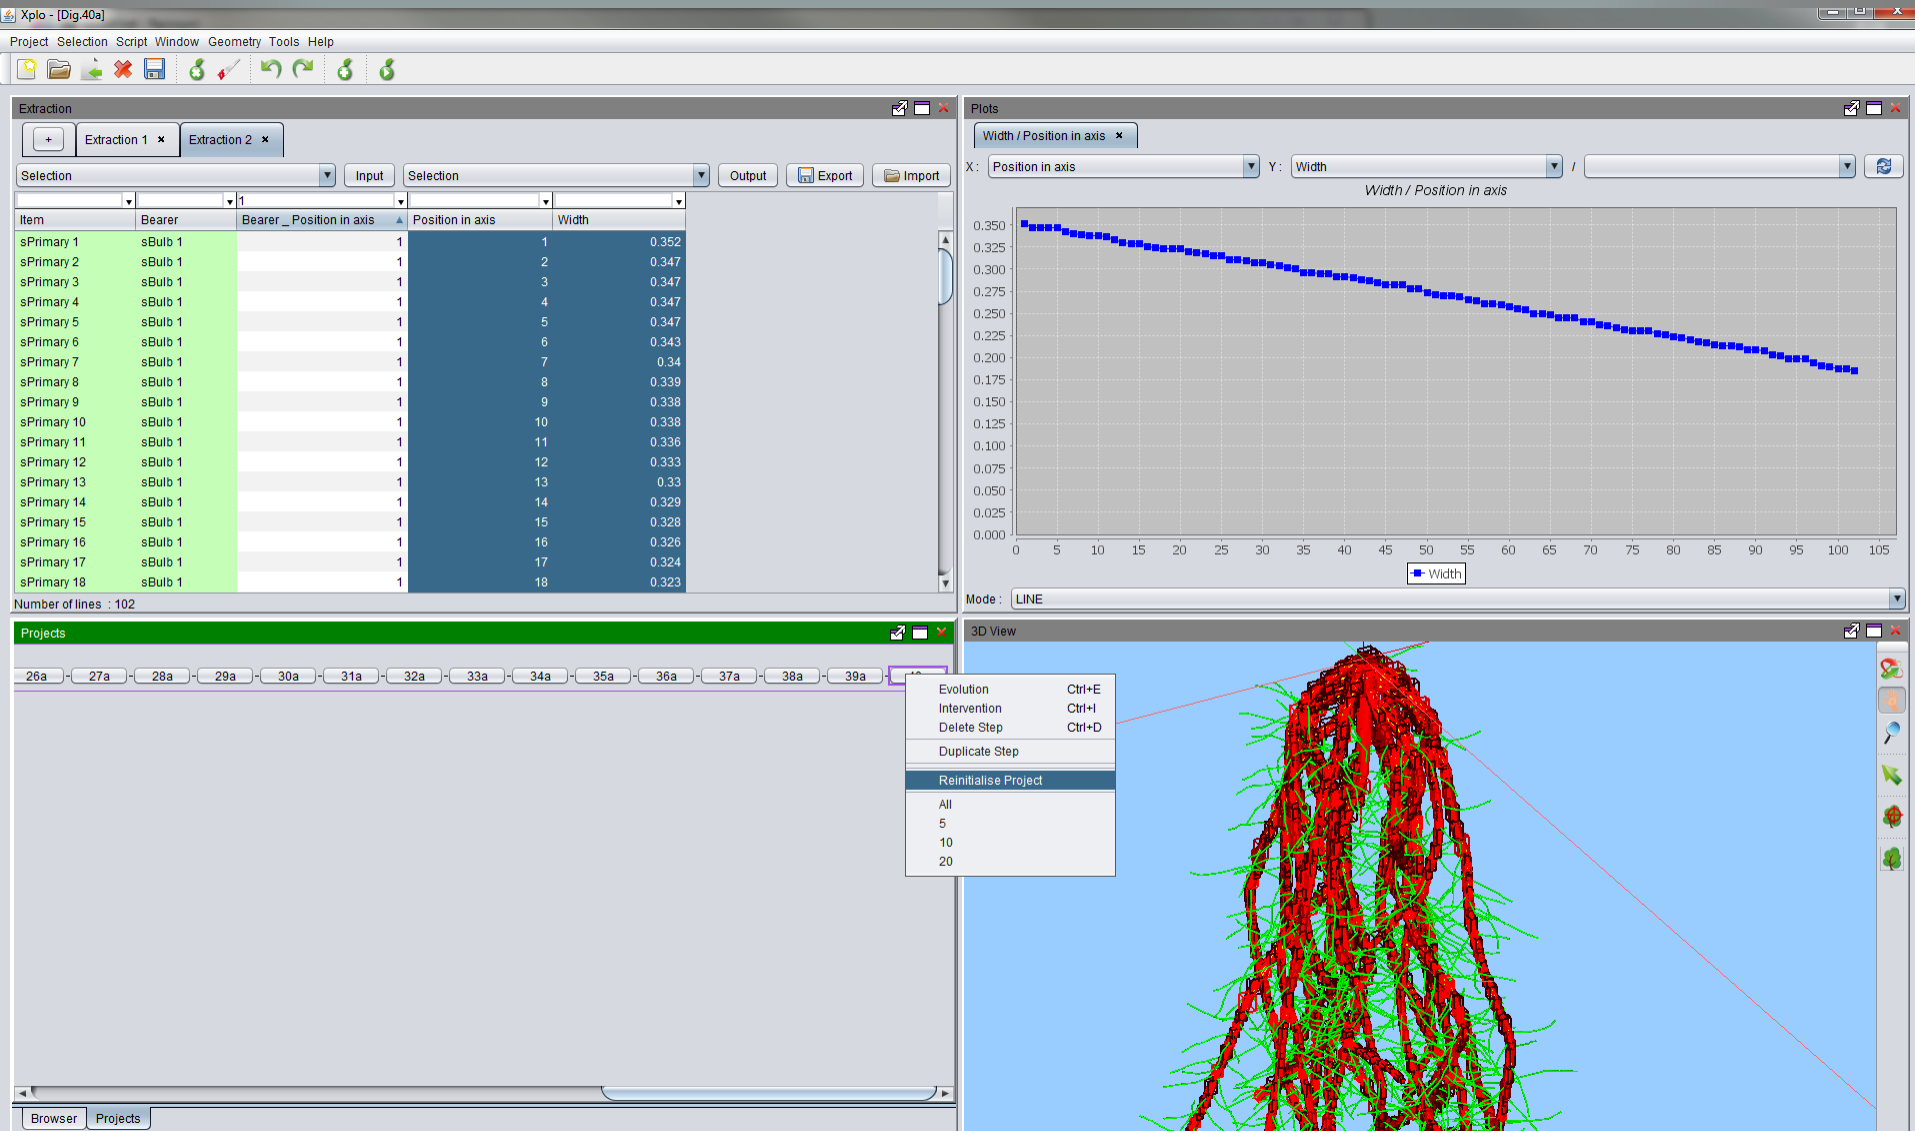 Xplo - [Dig.40a]
Project Selection Script Window Geometry Tools Help
Extraction
+ Extraction 1 × Extraction 2 ×
Selection Input Selection Output Export Import
1
Item Bearer Bearer _ Position in axis Position in axis Width
sPrimary 1 sBulb 1 1 1 0.352
sPrimary 2 sBulb 1 1 2 0.347
sPrimary 3 sBulb 1 1 3 0.347
sPrimary 4 sBulb 1 1 4 0.347
sPrimary 5 sBulb 1 1 5 0.347
sPrimary 6 sBulb 1 1 6 0.343
sPrimary 7 sBulb 1 1 7 0.34
sPrimary 8 sBulb 1 1 8 0.339
sPrimary 9 sBulb 1 1 9 0.338
sPrimary 10 sBulb 1 1 10 0.338
sPrimary 11 sBulb 1 1 11 0.336
sPrimary 12 sBulb 1 1 12 0.333
sPrimary 13 sBulb 1 1 13 0.33
sPrimary 14 sBulb 1 1 14 0.329
sPrimary 15 sBulb 1 1 15 0.328
sPrimary 16 sBulb 1 1 16 0.326
sPrimary 17 sBulb 1 1 17 0.324
sPrimary 18 sBulb 1 1 18 0.323
Number of lines : 102
Plots
Width / Position in axis ×
X : Position in axis Y : Width /
Width / Position in axis
0.350
0.325
0.300
0.275
0.250
0.225
0.200
0.175
0.150
0.125
0.100
0.075
0.050
0.025
0.000
0 5 10 15 20 25 30 35 40 45 50 55 60 65 70 75 80 85 90 95 100 105
Width
Mode : LINE
Projects
26a 27a 28a 29a 30a 31a 32a 33a 34a 35a 36a 37a 38a 39a
Evolution Ctrl+E
Intervention Ctrl+I
Delete Step Ctrl+D
Duplicate Step
Reinitialise Project
All
5
10
20
Browser Projects
3D View